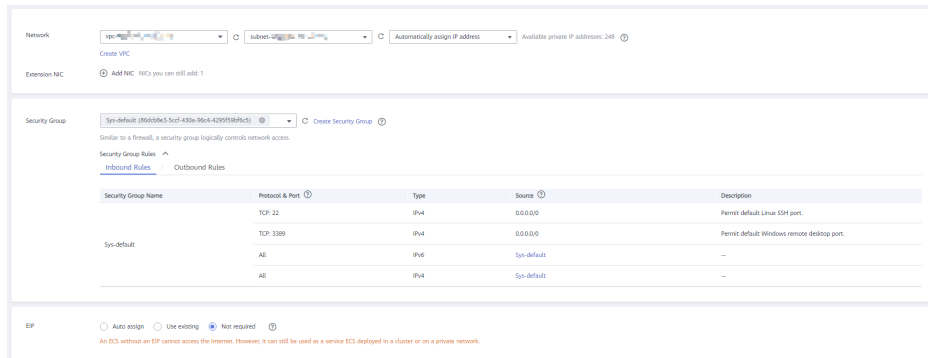 Network vpc- subnet- Automatically assign IP address Available private IP addresses: 248
Create VPC
Extension NIC Add NIC NICs you can still add: 1
Security Group Sys-default (86dcb8e3-5ccf-430a-96c4-4295f59bf6c5) Create Security Group
Similar to a firewall, a security group logically controls network access.
Security Group Rules
Inbound Rules Outbound Rules
Security Group Name Protocol & Port Type Source Description
TCP: 22 IPv4 0.0.0.0/0 Permit default Linux SSH port.
TCP: 3389 IPv4 0.0.0.0/0 Permit default Windows remote desktop port.
Sys-default
All IPv6 Sys-default --
All IPv4 Sys-default --
EIP Auto assign Use existing Not required
An ECS without an EIP cannot access the Internet. However, it can still be used as a service ECS deployed in a cluster or on a private network.